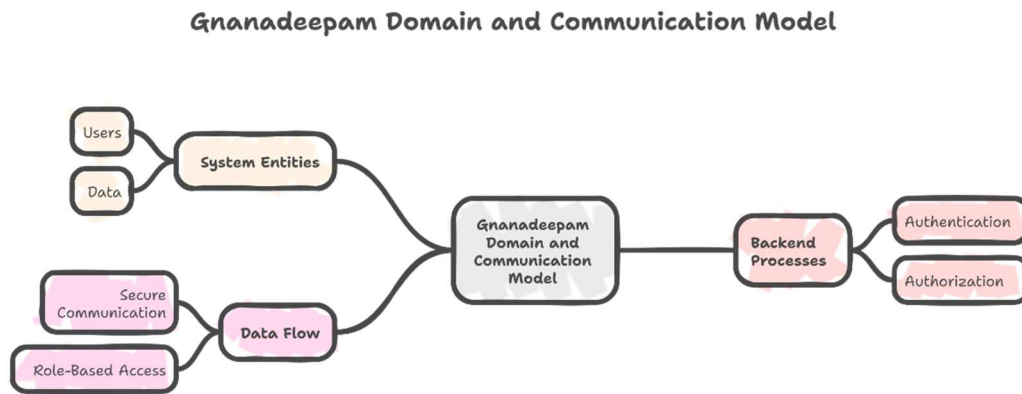 Gnanadeepam Domain and Communication Model
Users
Data
System Entities
Secure
Communication
Role-Based Access
Data Flow
Gnanadeepam
Domain and
Communication
Model
Backend
Processes
Authentication
Authorization